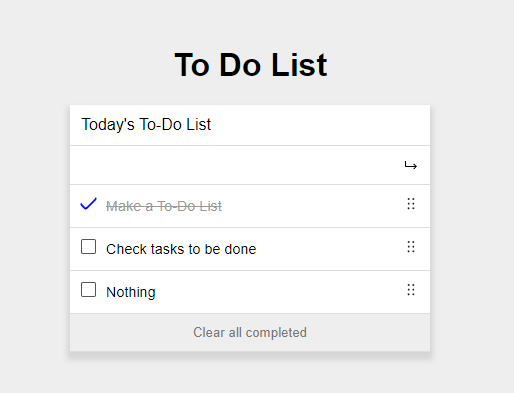 To Do List
Today's To-Do List
Make a To-Do List
Check tasks to be done
Nothing
Clear all completed